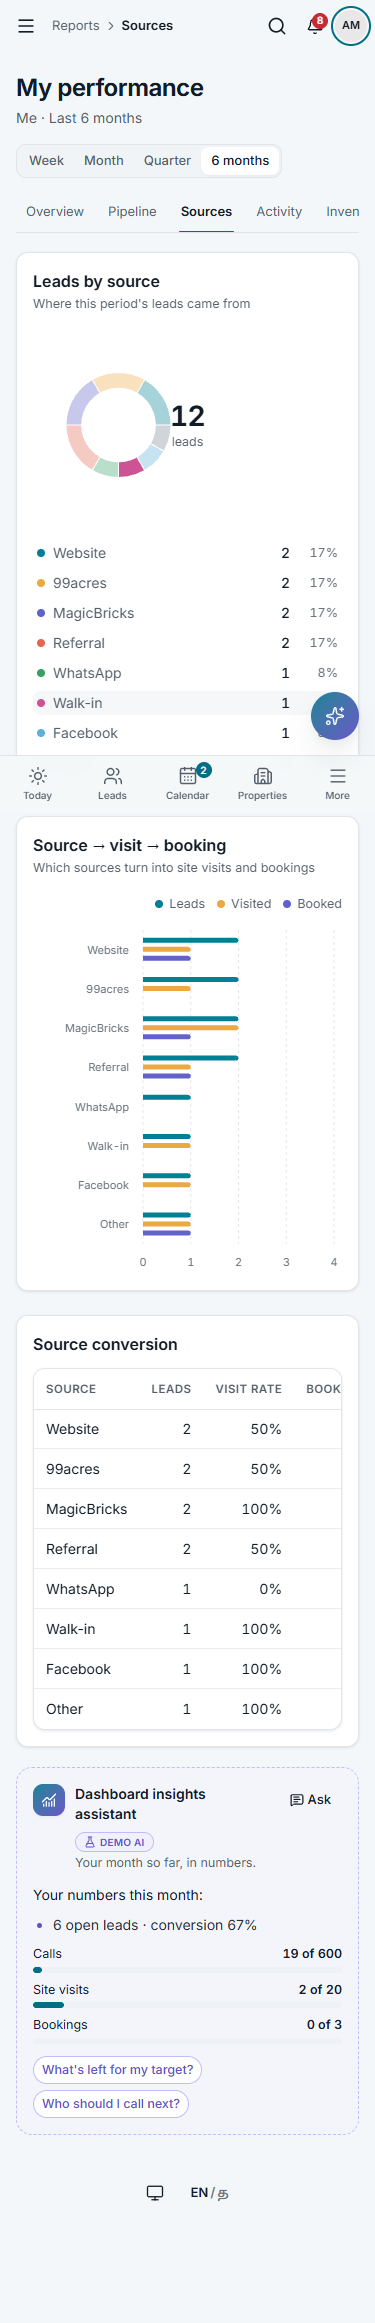 Reports > Sources
8
AM
My performance
Me · Last 6 months
Week Month Quarter 6 months
Overview Pipeline Sources Activity Inven
Leads by source
Where this period's leads came from
12
leads
Website 2 17%
99acres 2 17%
MagicBricks 2 17%
Referral 2 17%
WhatsApp 1 8%
Walk-in 1
Facebook 1
2
Today Leads Calendar Properties More
Source → visit → booking
Which sources turn into site visits and bookings
Leads Visited Booked
Website
99acres
MagicBricks
Referral
WhatsApp
Walk-in
Facebook
Other
0 1 2 3 4
Source conversion
SOURCE LEADS VISIT RATE BOOK
Website 2 50%
99acres 2 50%
MagicBricks 2 100%
Referral 2 50%
WhatsApp 1 0%
Walk-in 1 100%
Facebook 1 100%
Other 1 100%
Dashboard insights
assistant
Ask
DEMO AI
Your month so far, in numbers.
Your numbers this month:
• 6 open leads · conversion 67%
Calls 19 of 600
Site visits 2 of 20
Bookings 0 of 3
What's left for my target?
Who should I call next?
EN / த